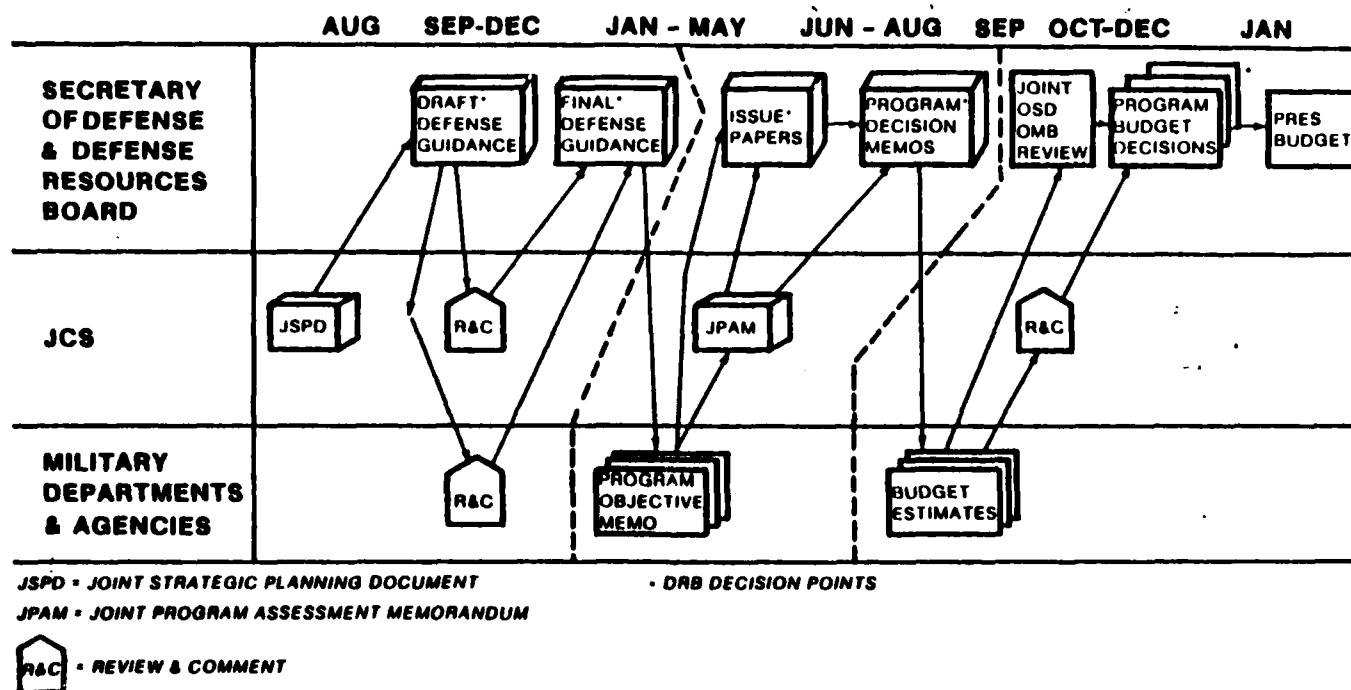 AUG SEP-DEC JAN - MAY JUN - AUG SEP OCT-DEC JAN
SECRETARY
OF DEFENSE
& DEFENSE
RESOURCES
BOARD
DRAFT*
DEFENSE
GUIDANCE
FINAL*
DEFENSE
GUIDANCE
ISSUE*
PAPERS
PROGRAM*
DECISION
MEMOS
JOINT
OSD
OMB
REVIEW
PROGRAM
BUDGET
DECISIONS
PRES
BUDGET
JCS
JSPD
R&C
JPAM
R&C
MILITARY
DEPARTMENTS
& AGENCIES
R&C
PROGRAM
OBJECTIVE
MEMO
BUDGET
ESTIMATES
JSPD = JOINT STRATEGIC PLANNING DOCUMENT
* DRB DECISION POINTS
JPAM = JOINT PROGRAM ASSESSMENT MEMORANDUM
R&C = REVIEW & COMMENT